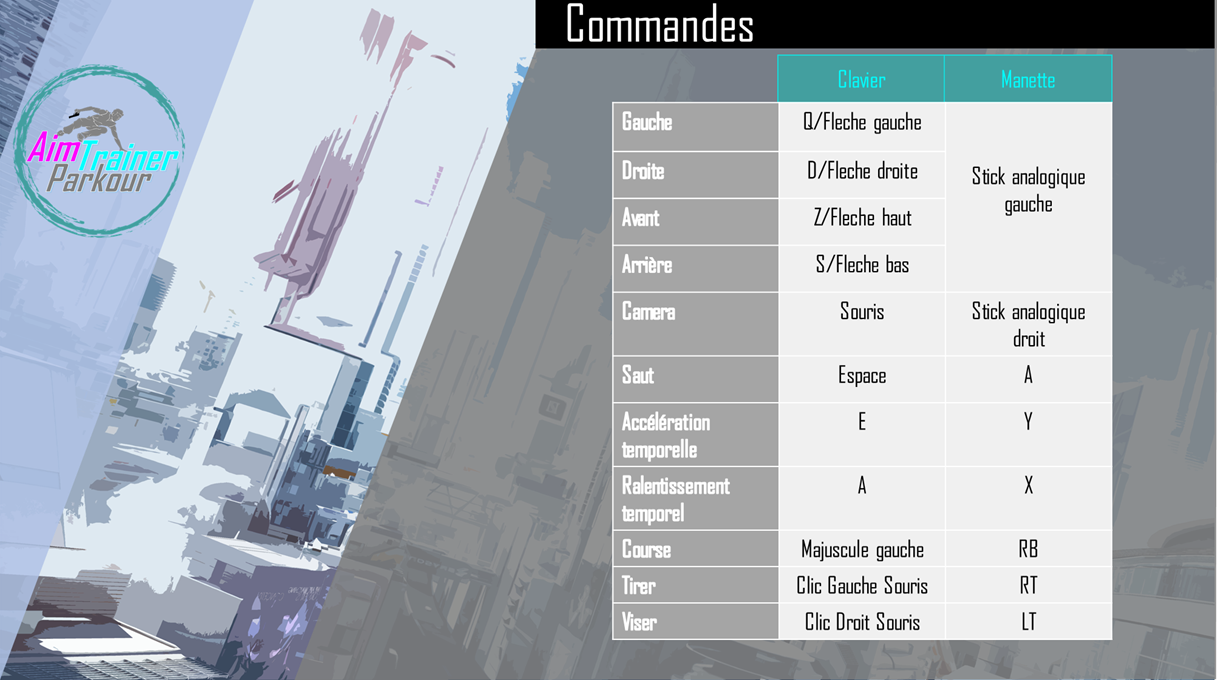 Commandes
AimTrainer
Parkour
Clavier Manette
Gauche Q/Fleche gauche
Droite D/Fleche droite
Stick analogique
gauche
Avant Z/Fleche haut
Arrière S/Fleche bas
Camera Souris Stick analogique
droit
Saut Espace A
Accélération E Y
temporelle
Ralentissement A X
temporel
Course Majuscule gauche RB
Tirer Clic Gauche Souris RT
Viser Clic Droit Souris LT